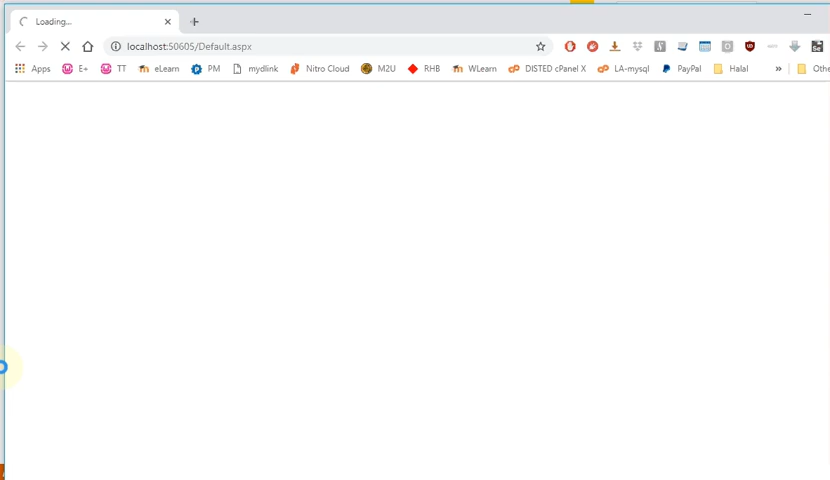 Loading...
localhost:50605/Default.aspx
Apps E+ TT eLearn PM mydlink Nitro Cloud M2U RHB WLearn DISTED cPanel X LA-mysql PayPal Halal » Othe